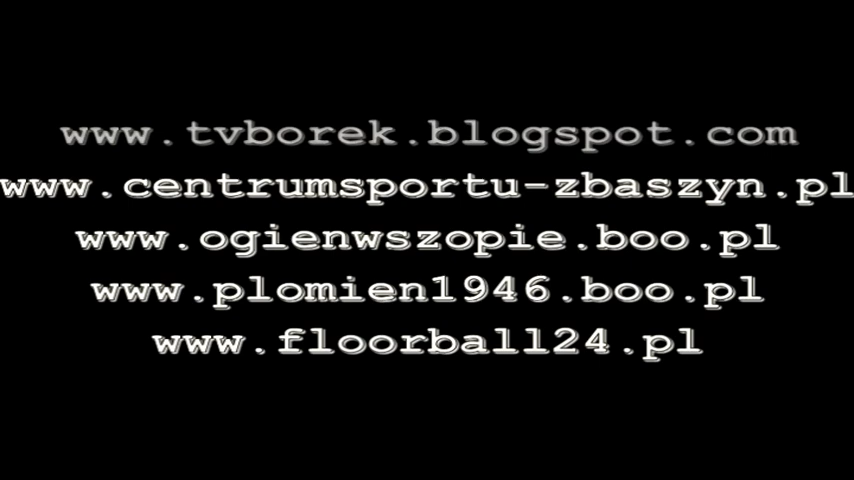 www.tvborek.blogspot.com
www.centrumsportu-zbaszyn.pl
www.ogienwszopie.boo.pl
www.plomien1946.boo.pl
www.floorball24.pl